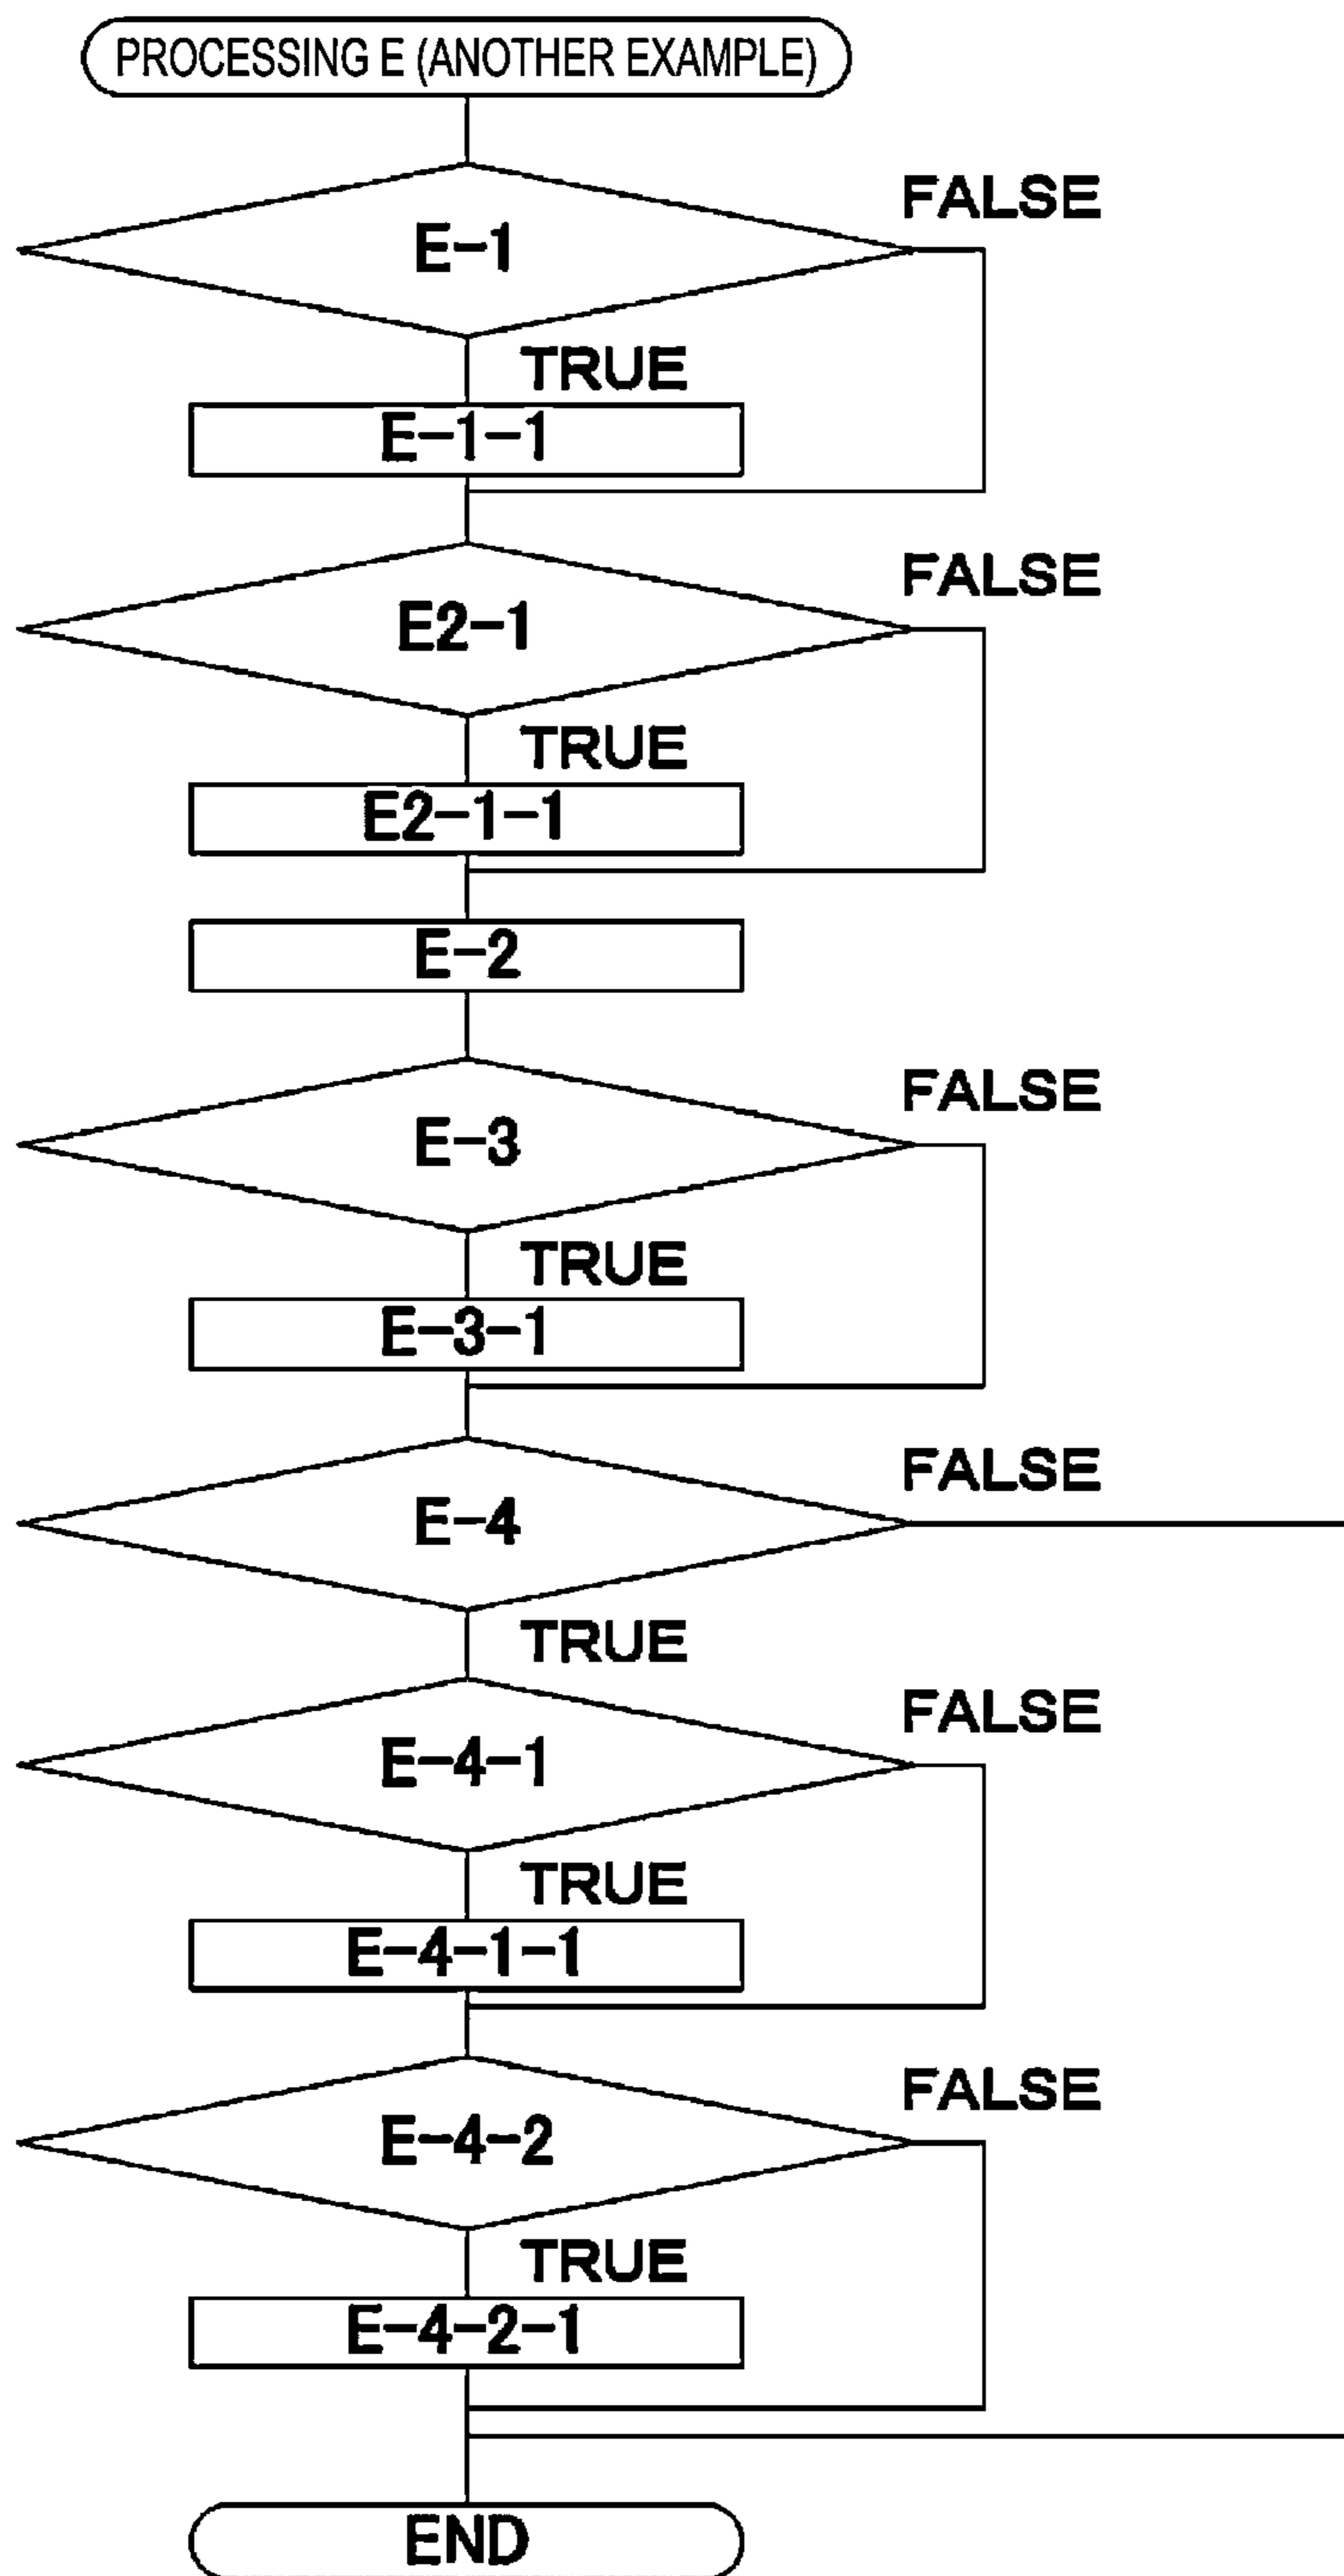 PROCESSING E (ANOTHER EXAMPLE)
FALSE
E-1
TRUE
E-1-1
FALSE
E2-1
TRUE
E2-1-1
E-2
FALSE
E-3
TRUE
E-3-1
FALSE
E-4
TRUE
FALSE
E-4-1
TRUE
E-4-1-1
FALSE
E-4-2
TRUE
E-4-2-1
END